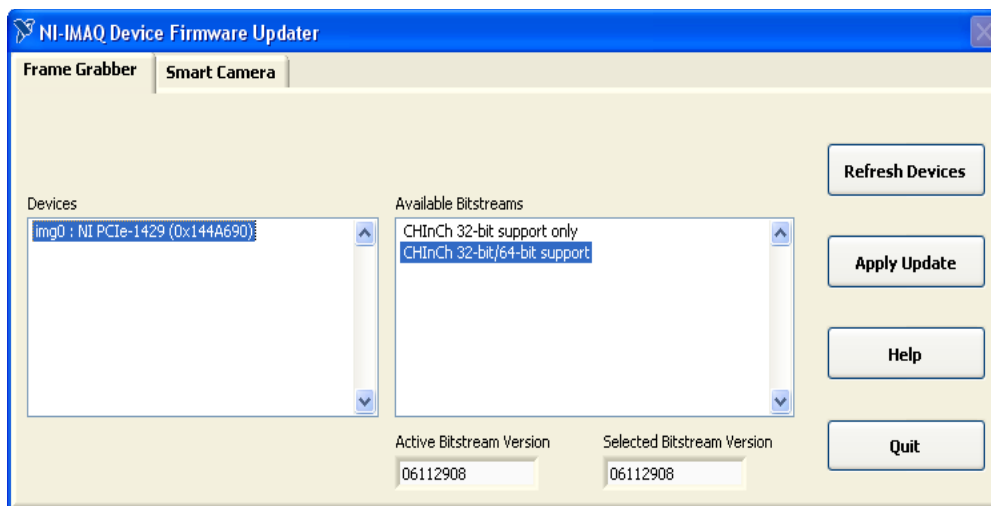 NI-IMAQ Device Firmware Updater
Frame Grabber
Smart Camera
Refresh Devices
Devices
Available Bitstreams
img0 : NI PCIe-1429 (0x144A690)
CHInCh 32-bit support only
CHInCh 32-bit/64-bit support
Apply Update
Help
Active Bitstream Version
Selected Bitstream Version
06112908
06112908
Quit